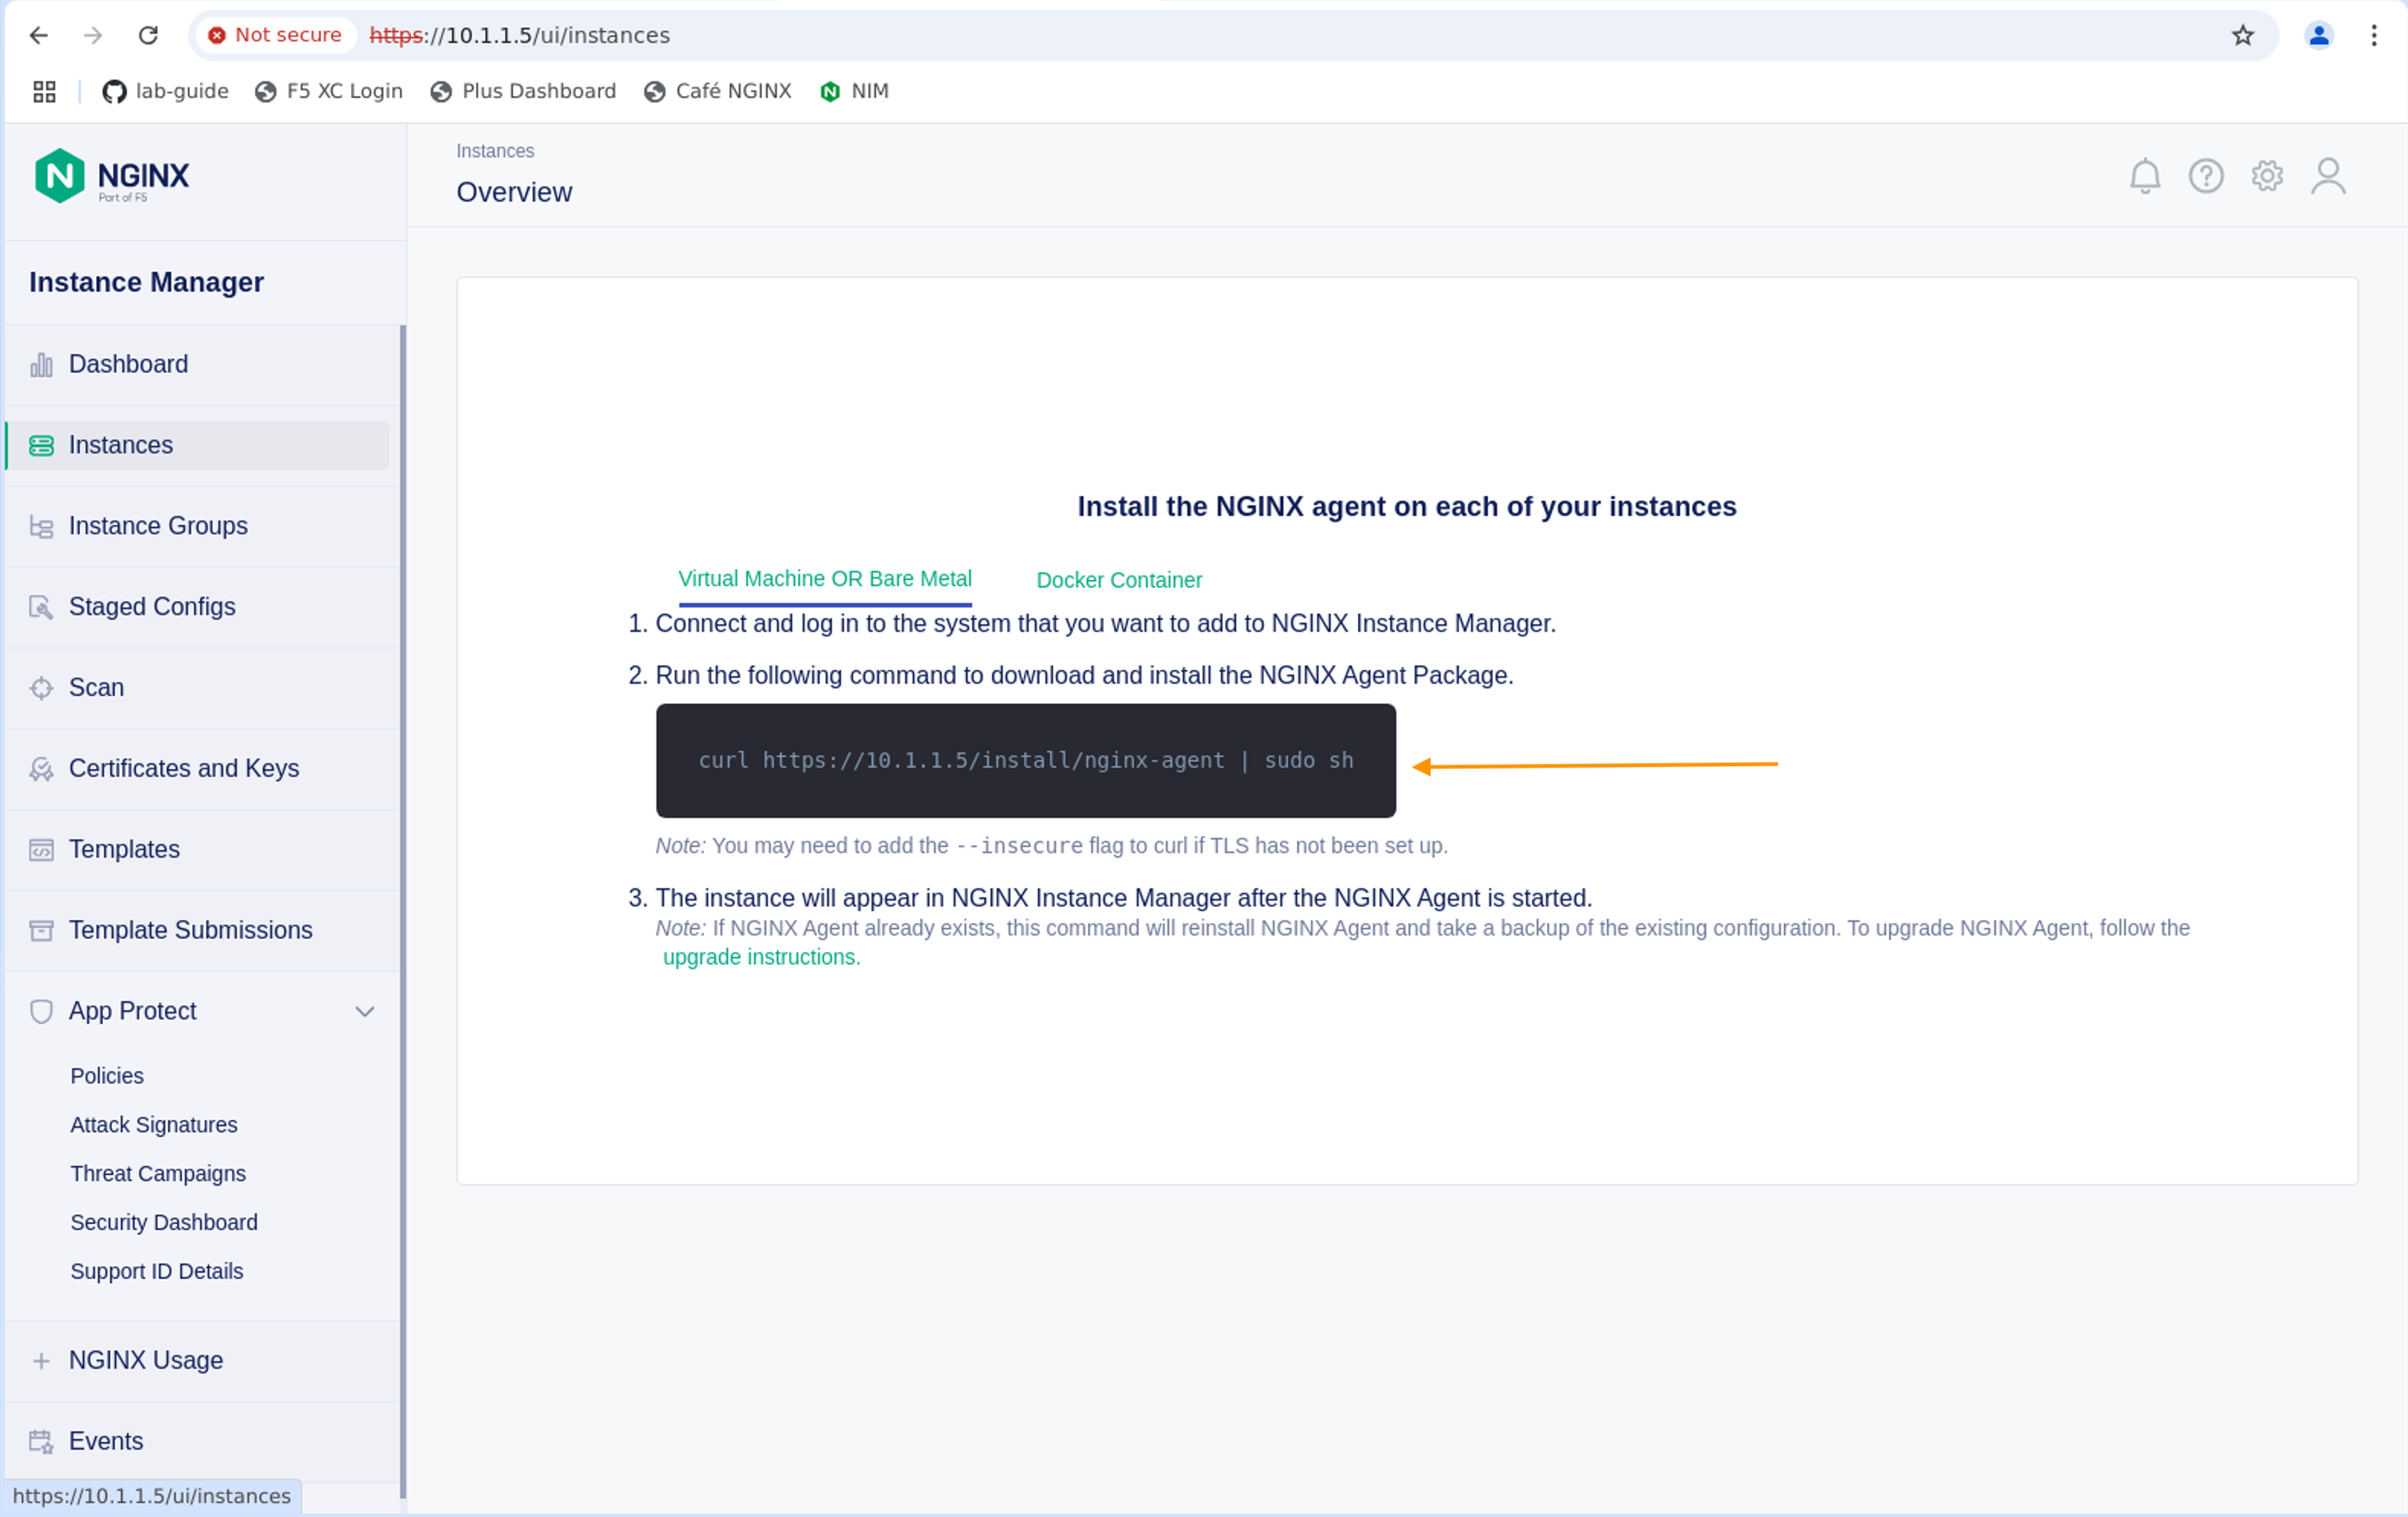 Not secure https://10.1.1.5/ui/instances
lab-guide F5 XC Login Plus Dashboard Café NGINX NIM
NGINX
Part of F5
Instance Manager
Dashboard
Instances
Instance Groups
Staged Configs
Scan
Certificates and Keys
Templates
Template Submissions
App Protect
Policies
Attack Signatures
Threat Campaigns
Security Dashboard
Support ID Details
NGINX Usage
Events
https://10.1.1.5/ui/instances
Instances
Overview
Install the NGINX agent on each of your instances
Virtual Machine OR Bare Metal Docker Container
1. Connect and log in to the system that you want to add to NGINX Instance Manager.
2. Run the following command to download and install the NGINX Agent Package.
curl https://10.1.1.5/install/nginx-agent | sudo sh
Note: You may need to add the --insecure flag to curl if TLS has not been set up.
3. The instance will appear in NGINX Instance Manager after the NGINX Agent is started.
Note: If NGINX Agent already exists, this command will reinstall NGINX Agent and take a backup of the existing configuration. To upgrade NGINX Agent, follow the
upgrade instructions.